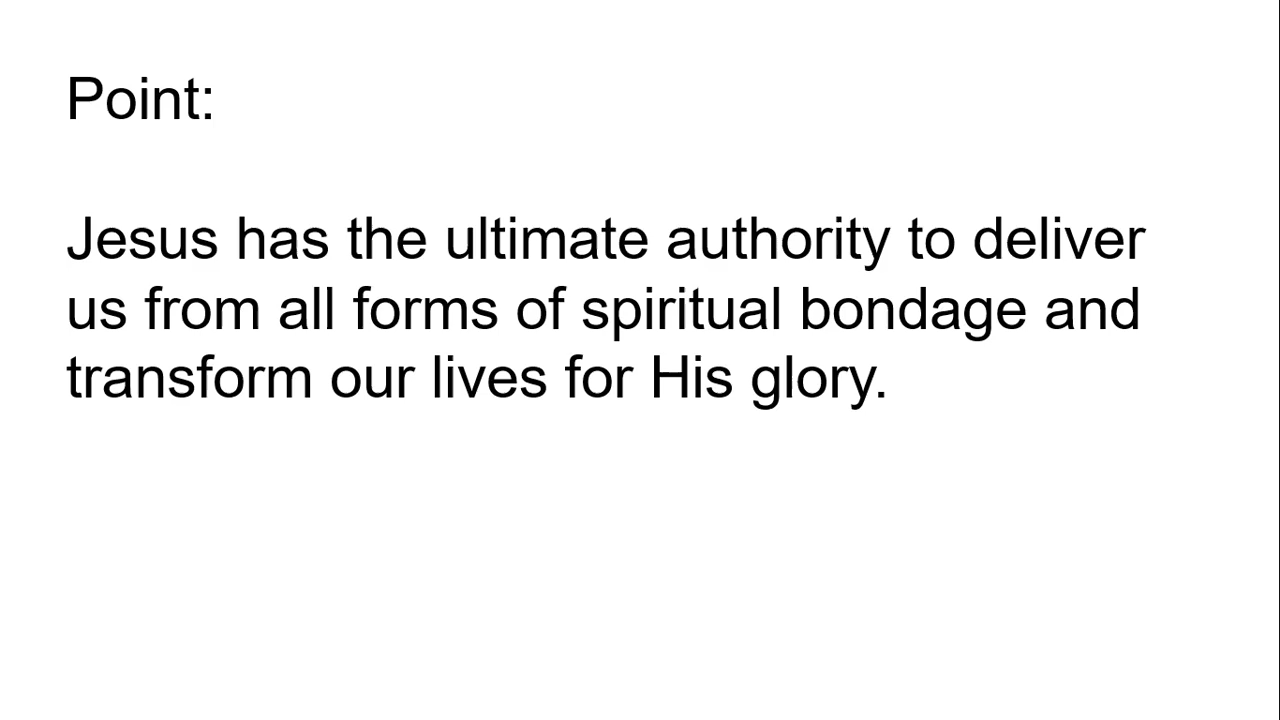 Point:
Jesus has the ultimate authority to deliver
us from all forms of spiritual bondage and
transform our lives for His glory.